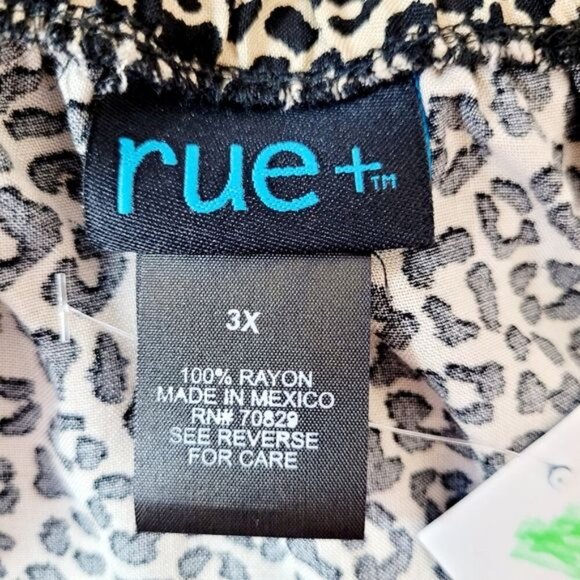 rue+™
3X
100% RAYON
MADE IN MEXICO
RN# 70829
SEE REVERSE
FOR CARE